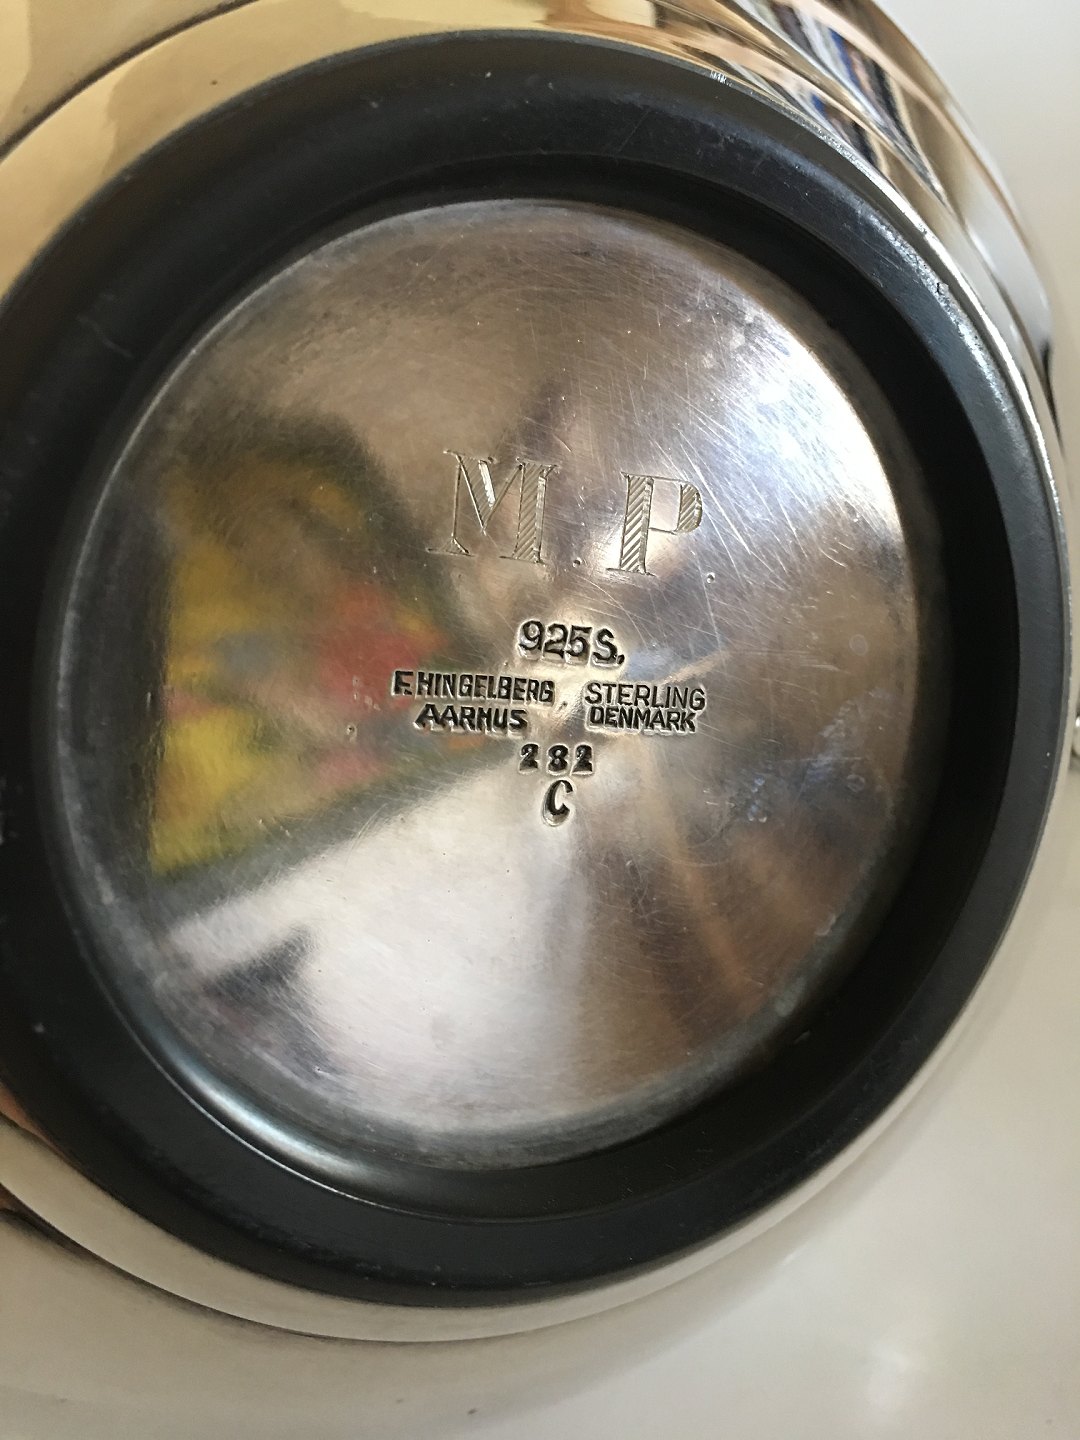 M. P.
925S.
F. HINGELBERG STERLING
AARHUS DENMARK
282
C